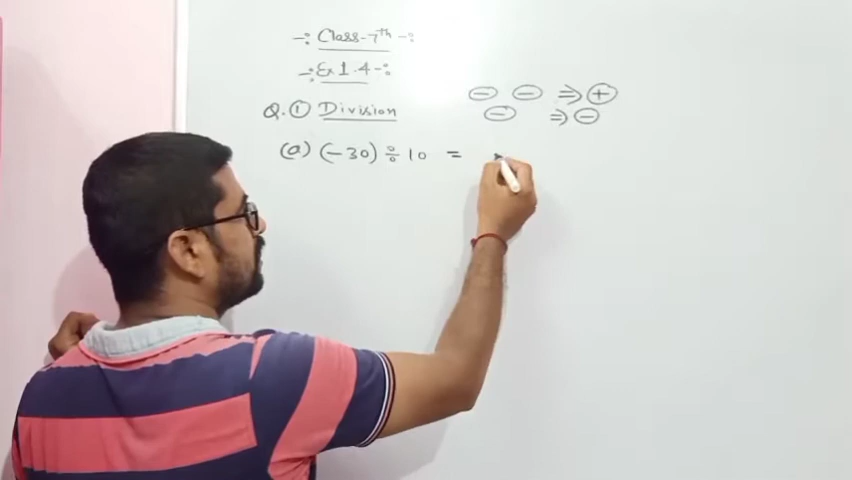 -: Class-7th -:
-: Ex 1.4 -:
Q. ① Division
⊖ ⊖ ⇒ ⊕
⊖ ⇒ ⊖
(a) (-30) ÷ 10 =